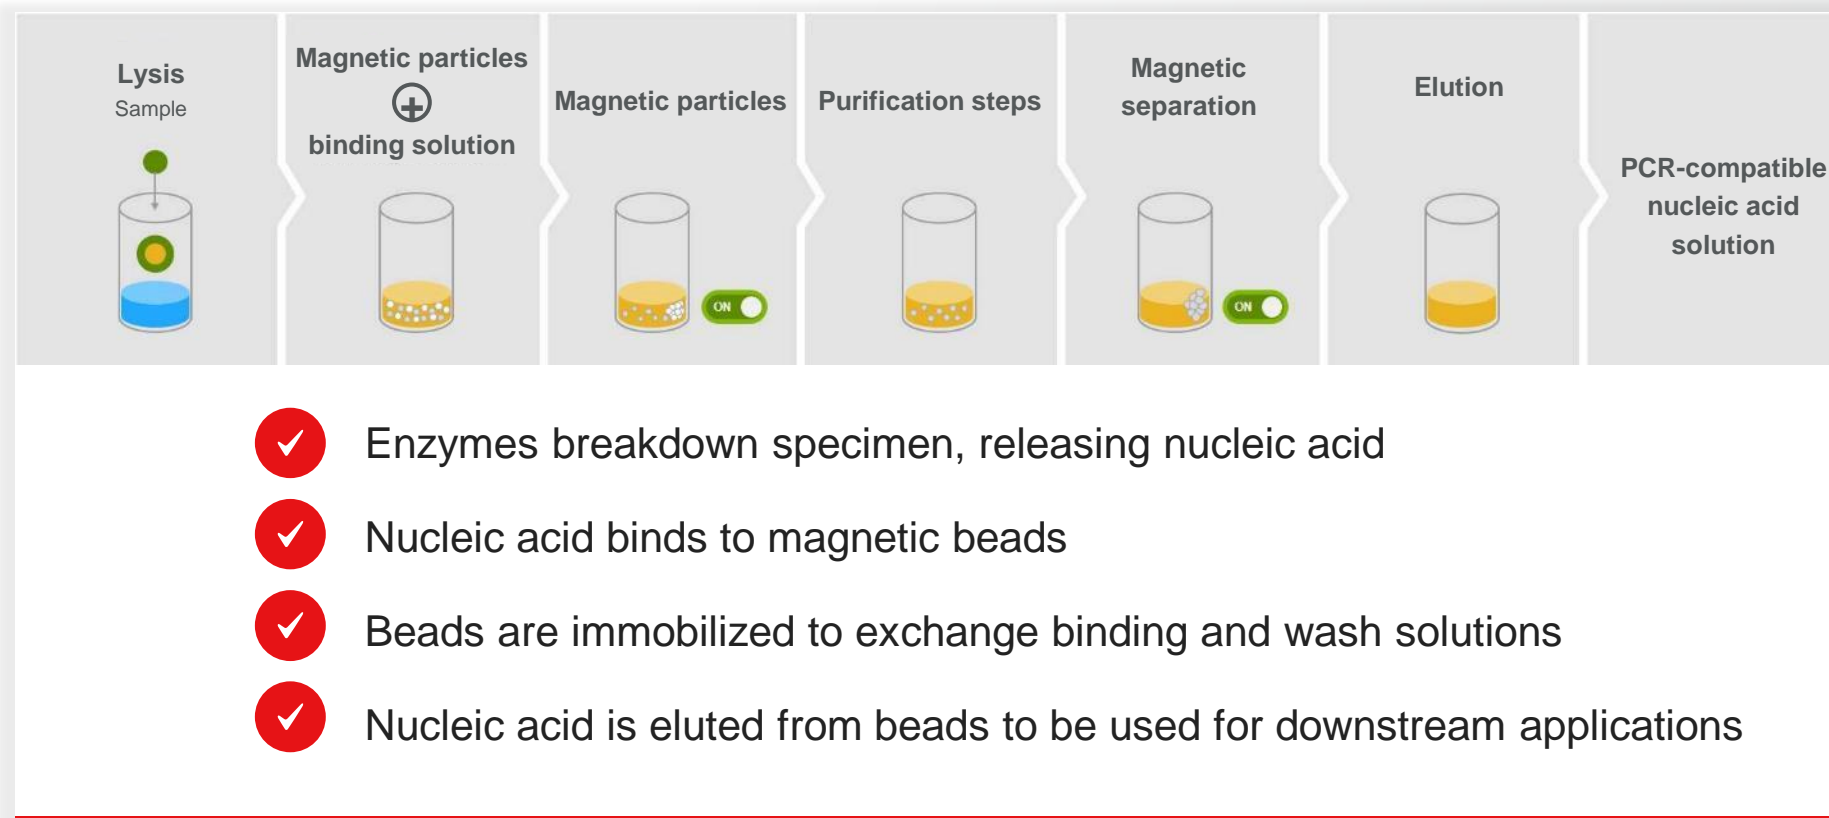 Lysis
Sample
Magnetic particles
+
binding solution
Magnetic particles
ON
Purification steps
Magnetic
separation
ON
Elution
PCR-compatible
nucleic acid
solution
Enzymes breakdown specimen, releasing nucleic acid
Nucleic acid binds to magnetic beads
Beads are immobilized to exchange binding and wash solutions
Nucleic acid is eluted from beads to be used for downstream applications